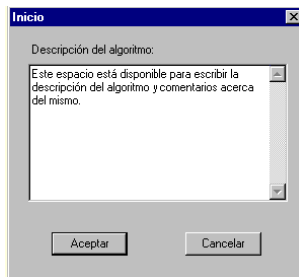 Inicio
Descripción del algoritmo:
Este espacio está disponible para escribir la
descripción del algoritmo y comentarios acerca
del mismo.
Aceptar
Cancelar